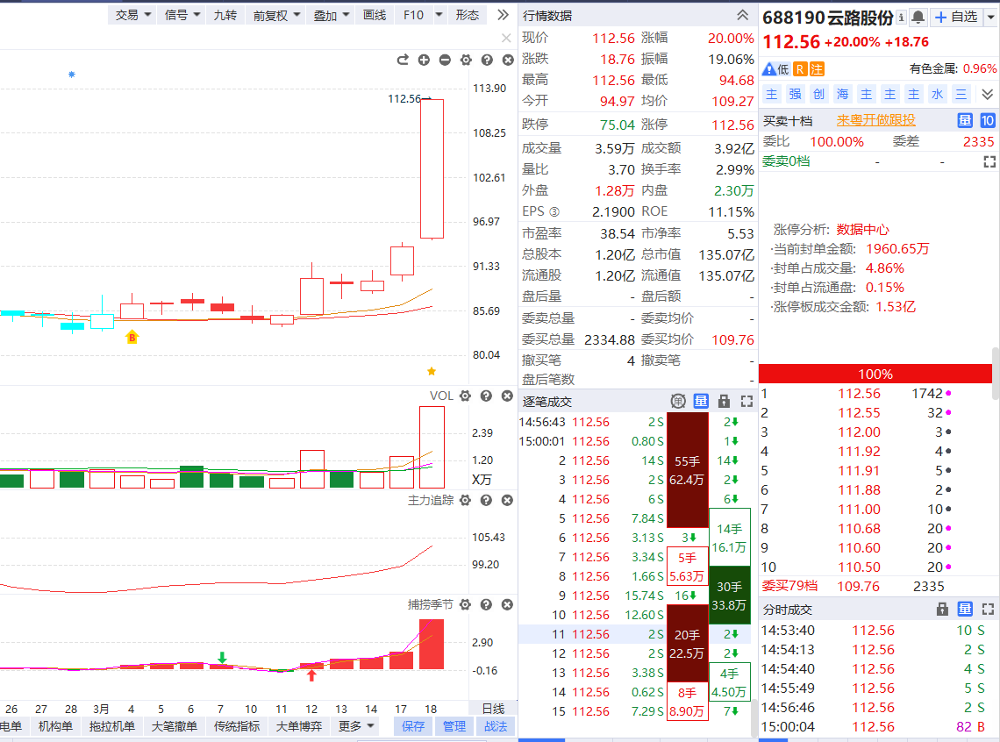 交易 信号 九转 前复权 叠加 画线 F10 形态
113.90
112.56
108.25
102.61
96.97
91.33
85.69
B
80.04
VOL
2.39
1.20
X万
主力追踪
105.43
99.20
捕捞季节
2.90
-0.16
26 27 28 3月 4 5 6 7 10 11 12 13 14 17 18 日线
电单 机构单 拖拉机单 大笔撤单 传统指标 大单博弈 更多 保存 管理 战法
行情数据
现价 112.56 涨幅 20.00%
涨跌 18.76 振幅 19.06%
最高 112.56 最低 94.68
今开 94.97 均价 109.27
跌停 75.04 涨停 112.56
成交量 3.59万 成交额 3.92亿
量比 3.70 换手率 2.99%
外盘 1.28万 内盘 2.30万
EPS ③ 2.1900 ROE 11.15%
市盈率 38.54 市净率 5.53
总股本 1.20亿 总市值 135.07亿
流通股 1.20亿 流通值 135.07亿
盘后量 - 盘后额 -
委卖总量 - 委卖均价 -
委买总量 2334.88 委买均价 109.76
撤买笔 4 撤卖笔 -
盘后笔数 -
逐笔成交 单 量
14:56:43 112.56 2 S 2
15:00:01 112.56 0.80 S 1
2 112.56 14 S 55手 14
3 112.56 2 S 62.4万 2
4 112.56 6 S 6
5 112.56 7.84 S
6 112.56 3.13 S 3 14手
7 112.56 3.34 S 5手 16.1万
8 112.56 1.66 S 5.63万
9 112.56 15.74 S 16 30手
10 112.56 12.60 S 33.8万
11 112.56 2 S 20手 2
12 112.56 2 S 22.5万 2
13 112.56 3.38 S 4手
14 112.56 0.62 S 8手 4.50万
15 112.56 7.29 S 8.90万 7
688190 云路股份 i 自选
112.56 +20.00% +18.76
低 R 注 有色金属: 0.96%
主 强 创 海 主 主 主 水 三
买卖十档 来粤开做跟投 量 10
委比 100.00% 委差 2335
委卖0档 - -
涨停分析: 数据中心
·当前封单金额: 1960.65万
·封单占成交量: 4.86%
·封单占流通盘: 0.15%
·涨停板成交金额: 1.53亿
100%
1 112.56 1742
2 112.55 32
3 112.00 3
4 111.92 4
5 111.91 5
6 111.88 2
7 111.00 10
8 110.68 20
9 110.60 20
10 110.50 20
委买79档 109.76 2335
分时成交 量
14:53:40 112.56 10 S
14:54:13 112.56 2 S
14:54:40 112.56 4 S
14:55:49 112.56 5 S
14:56:46 112.56 2 S
15:00:04 112.56 82 B